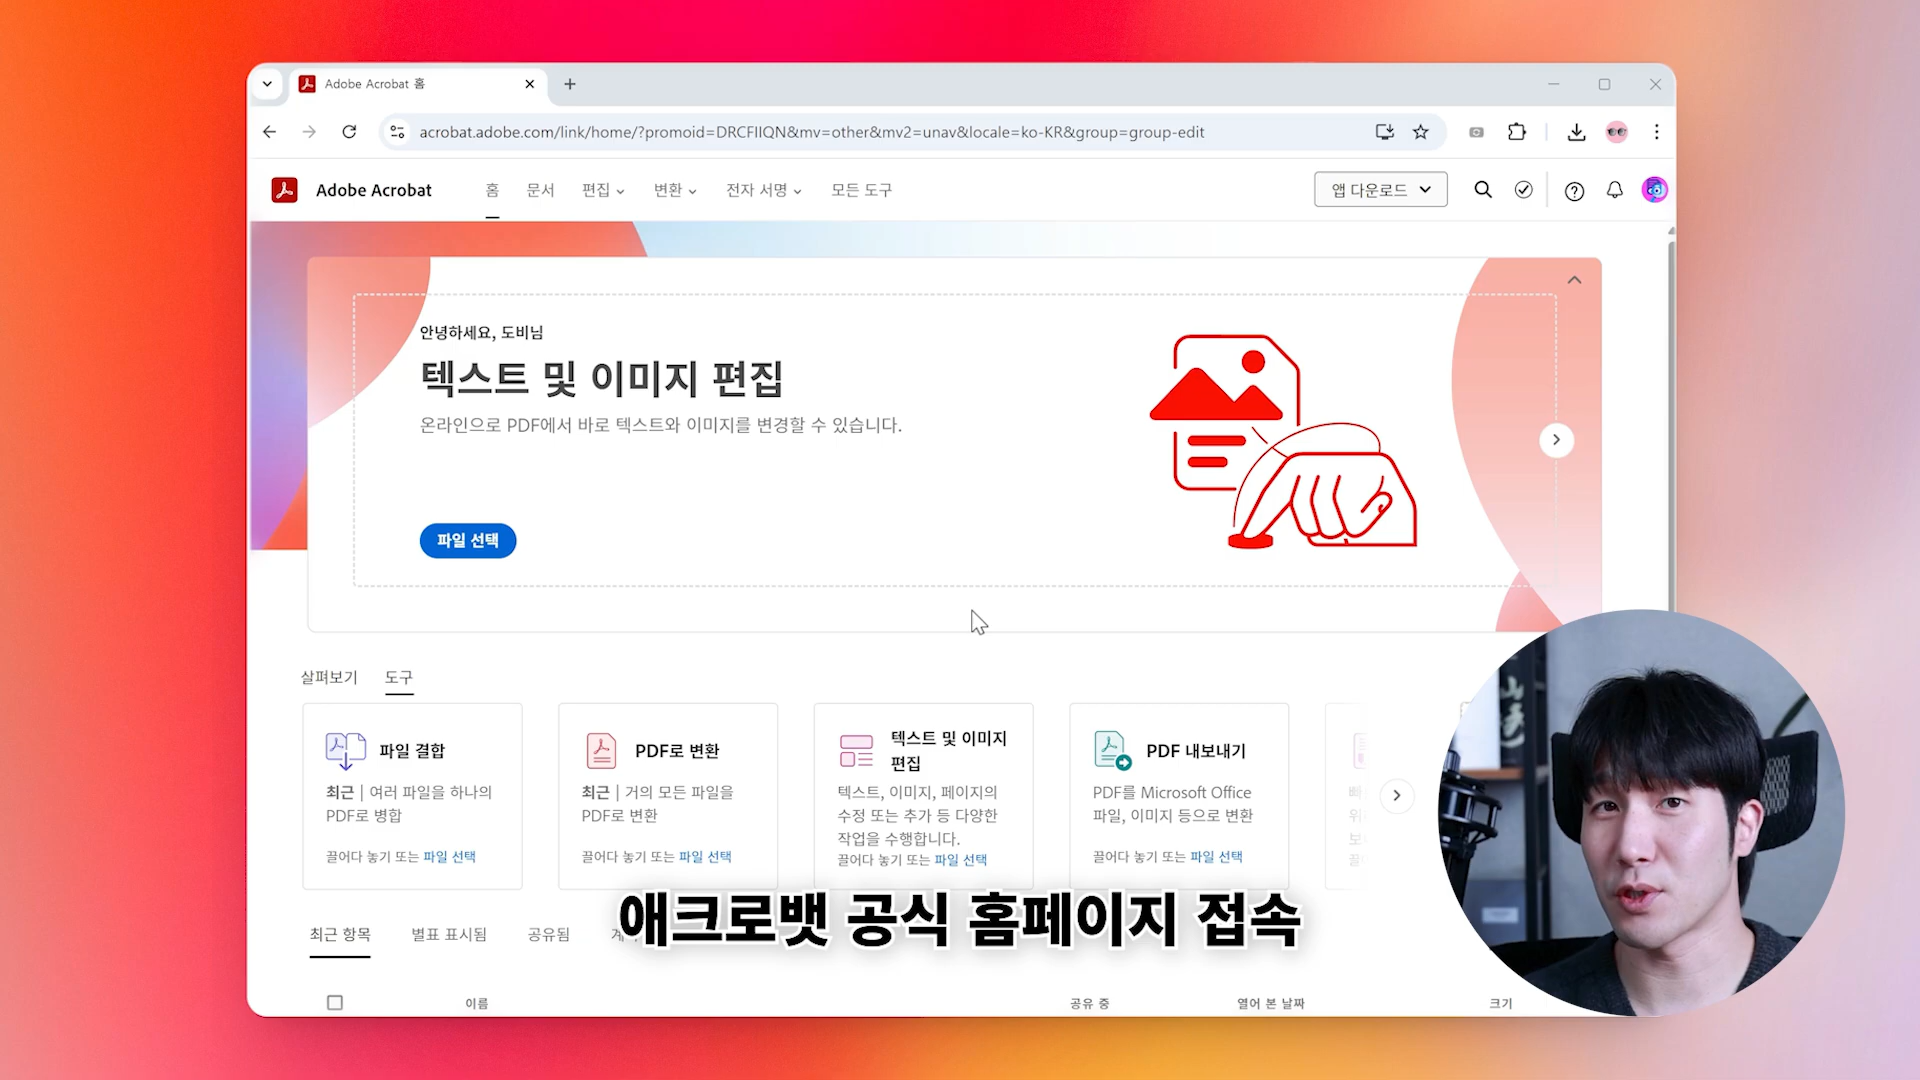 Adobe Acrobat 홈
acrobat.adobe.com/link/home/?promoid=DRCFIIQN&mv=other&mv2=unav&locale=ko-KR&group=group-edit
Adobe Acrobat
홈
문서
편집
변환
전자 서명
모든 도구
앱 다운로드
안녕하세요, 도비님
텍스트 및 이미지 편집
온라인으로 PDF에서 바로 텍스트와 이미지를 변경할 수 있습니다.
파일 선택
살펴보기
도구
파일 결합
최근 | 여러 파일을 하나의
PDF로 병합
끌어다 놓기 또는 파일 선택
PDF로 변환
최근 | 거의 모든 파일을
PDF로 변환
끌어다 놓기 또는 파일 선택
텍스트 및 이미지
편집
텍스트, 이미지, 페이지의
수정 또는 추가 등 다양한
작업을 수행합니다.
끌어다 놓기 또는 파일 선택
PDF 내보내기
PDF를 Microsoft Office
파일, 이미지 등으로 변환
끌어다 놓기 또는 파일 선택
애크로뱃 공식 홈페이지 접속
최근 항목
별표 표시됨
공유됨
이름
공유 중
열어 본 날짜
크기